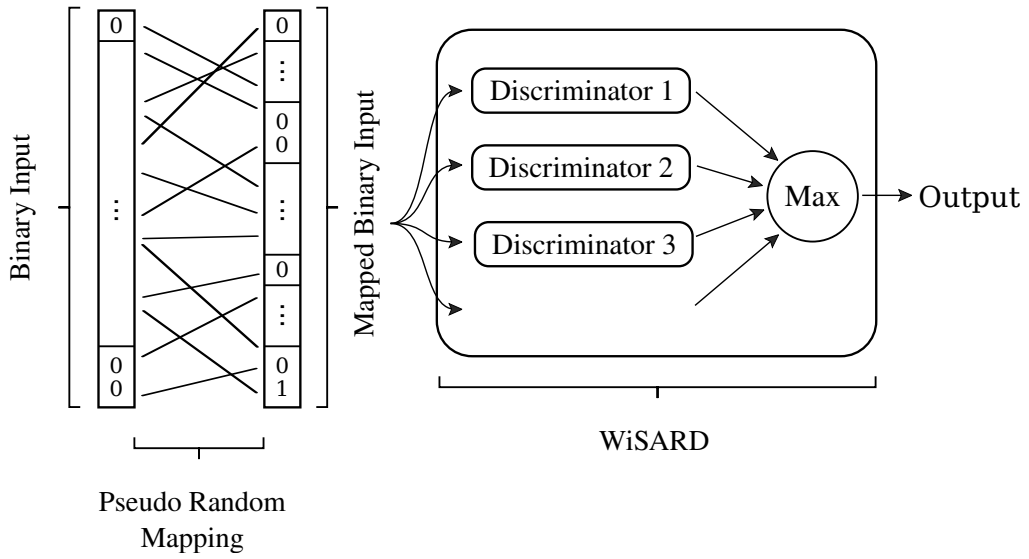 Binary Input
0
...
0
0
0
...
0
0
...
0
...
0
1
Mapped Binary Input
Pseudo Random
Mapping
Discriminator 1
Discriminator 2
Discriminator 3
Max
Output
WiSARD